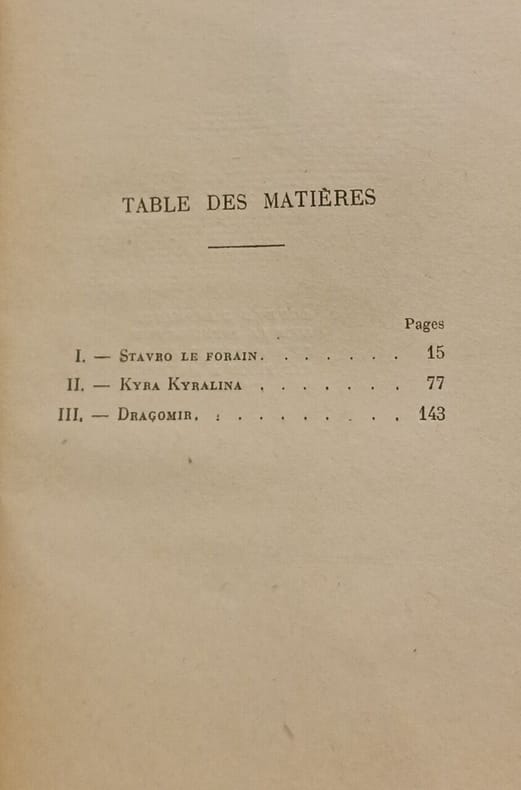 TABLE DES MATIÈRES
Pages
I. — STAVRO LE FORAIN. . . . . . . 15
II. — KYRA KYRALINA . . . . . . . 77
III. — DRAGOMIR. . . . . . . . . . 143